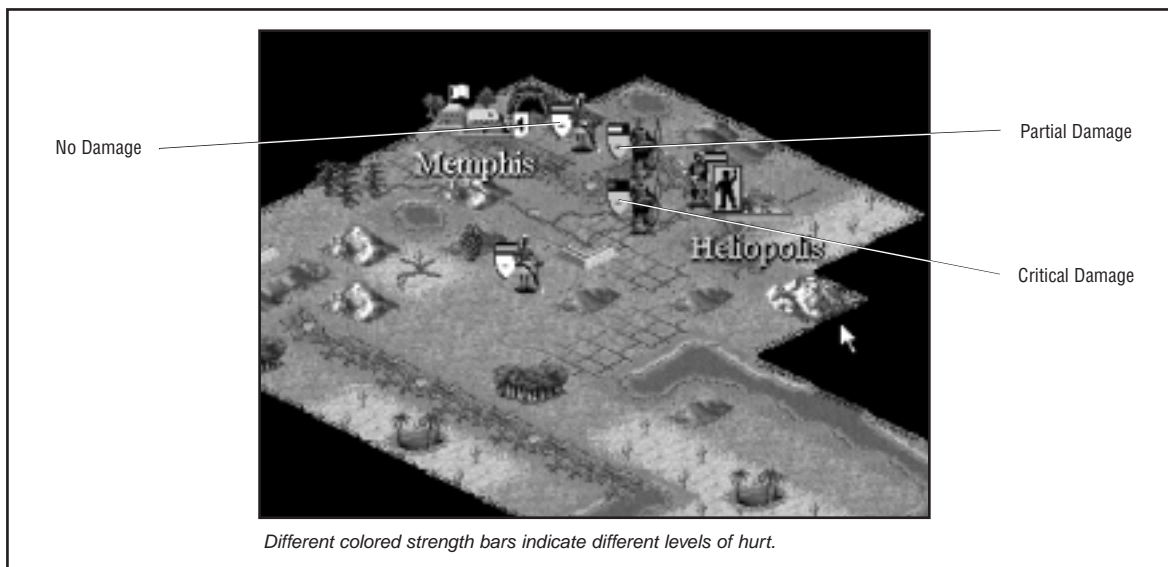 No Damage
Partial Damage
Memphis
Heliopolis
Critical Damage
Different colored strength bars indicate different levels of hurt.